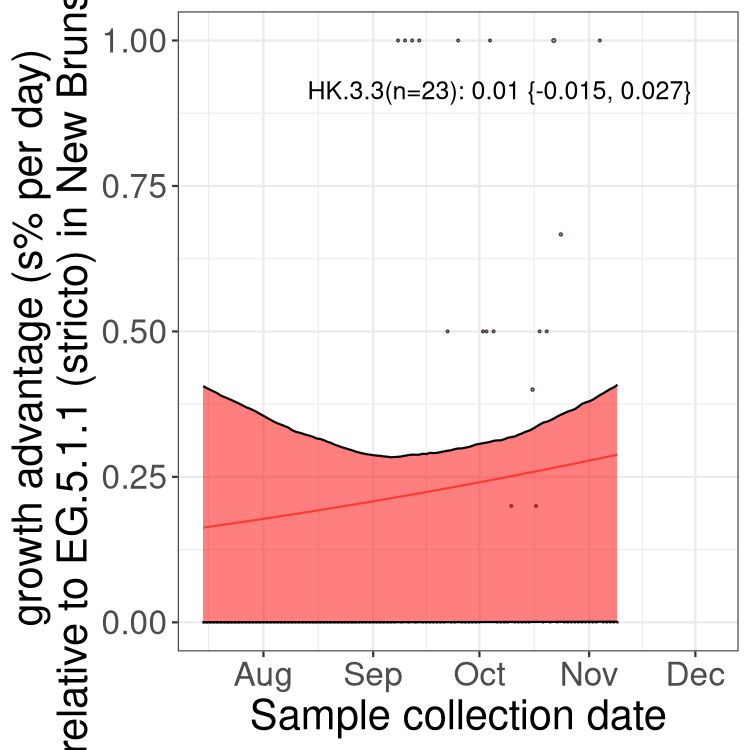 growth advantage (s% per day)
relative to EG.5.1.1 (stricto) in New
1.00
0.75
0.50
0.25
0.00
HK.3.3(n=23): 0.01 {-0.015, 0.027}
Aug Sep Oct Nov Dec
Sample collection date